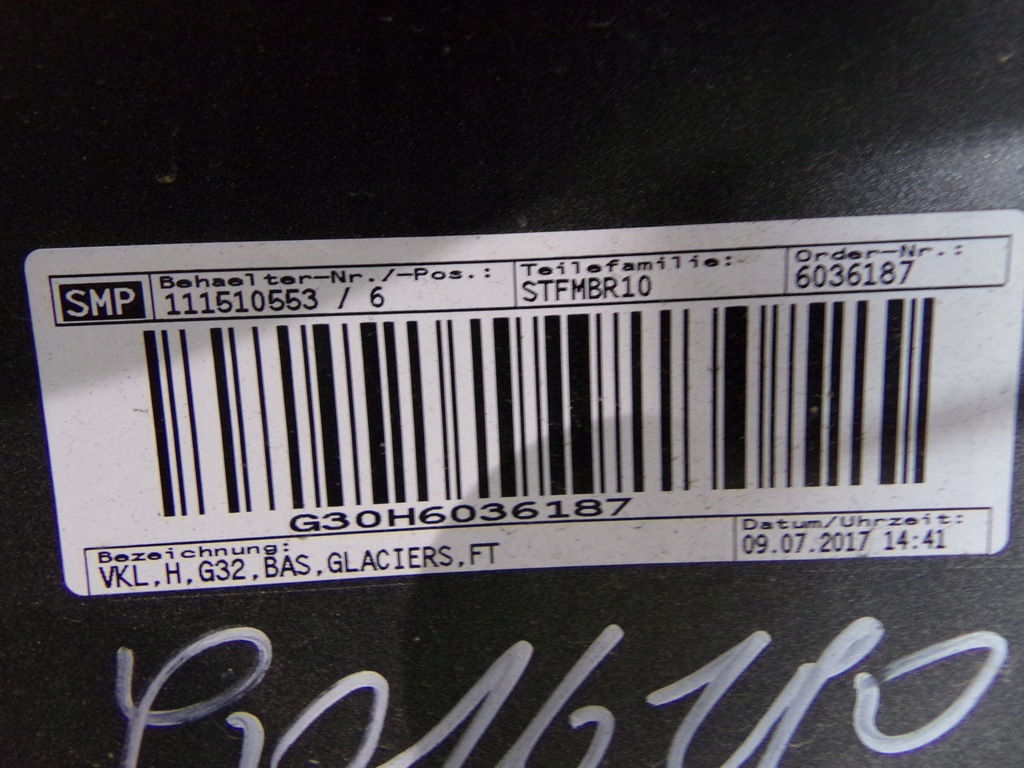 SMP
Behaelter-Nr./-Pos.:
111510553 / 6
Teilefamilie:
STFMBR10
Order-Nr.:
6036187
G30H6036187
Bezeichnung:
VKL,H,G32,BAS,GLACIERS,FT
Datum/Uhrzeit:
09.07.2017 14:41